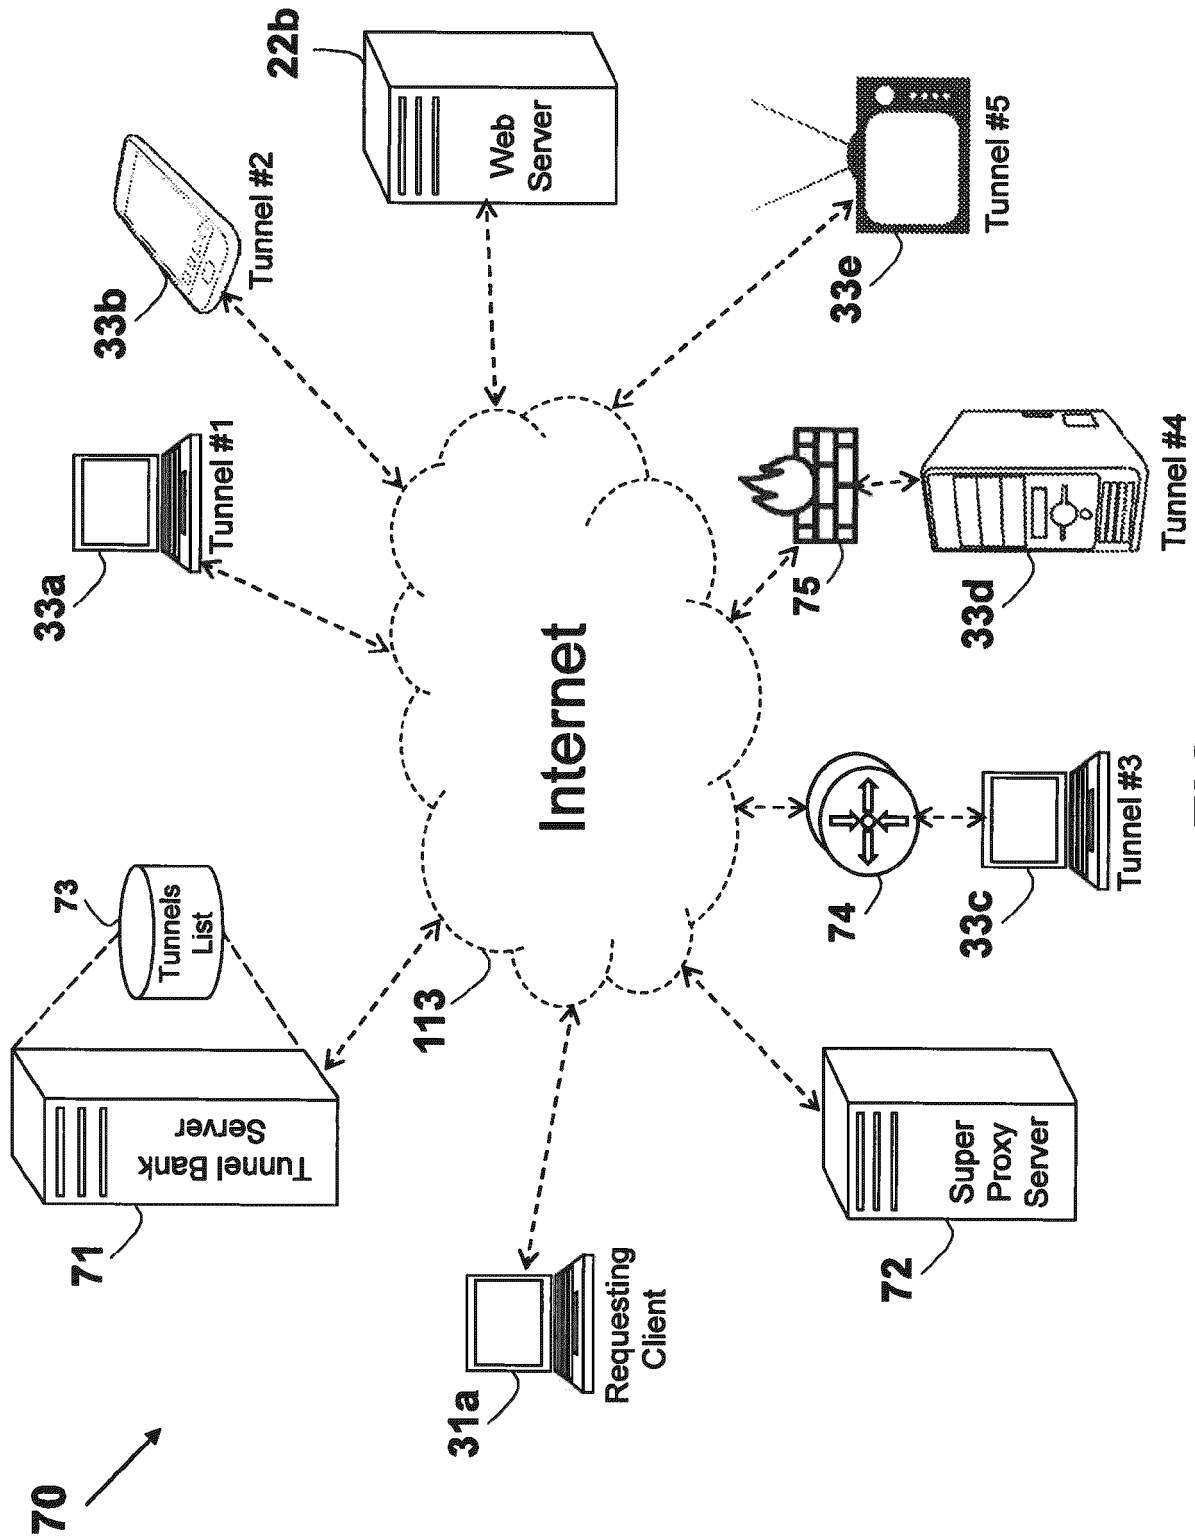 70
71
Tunnel Bank
Server
73
Tunnels
List
33a
Tunnel #1
33b
Tunnel #2
22b
Web
Server
31a
Requesting
Client
113
Internet
72
Super
Proxy
Server
74
33c
Tunnel #3
75
33d
Tunnel #4
33e
Tunnel #5